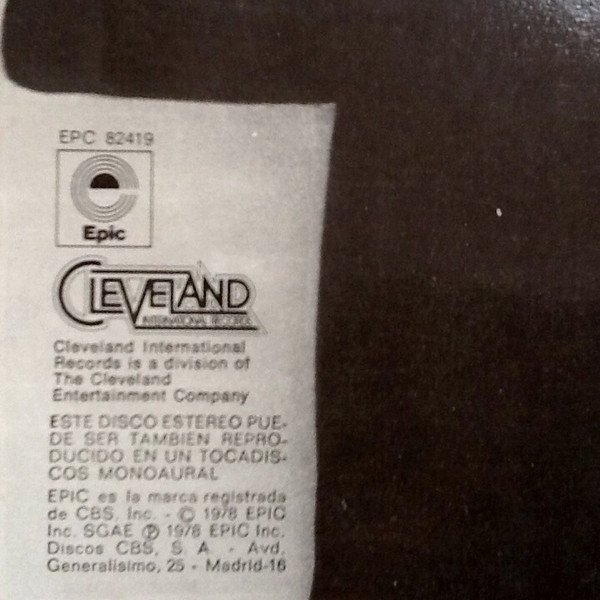 EPC 82419
Epic
CLEVELAND
INTERNATIONAL RECORDS
Cleveland International
Records is a division of
The Cleveland
Entertainment Company
ESTE DISCO ESTEREO PUE-
DE SER TAMBIEN REPRO-
DUCIDO EN UN TOCADIS-
COS MONOAURAL
EPIC es la marca registrada
de CBS, Inc. - © 1978 EPIC
Inc. SGAE ℗ 1978 EPIC Inc.
Discos CBS, S. A - Avd.
Generalísimo, 25 - Madrid-16